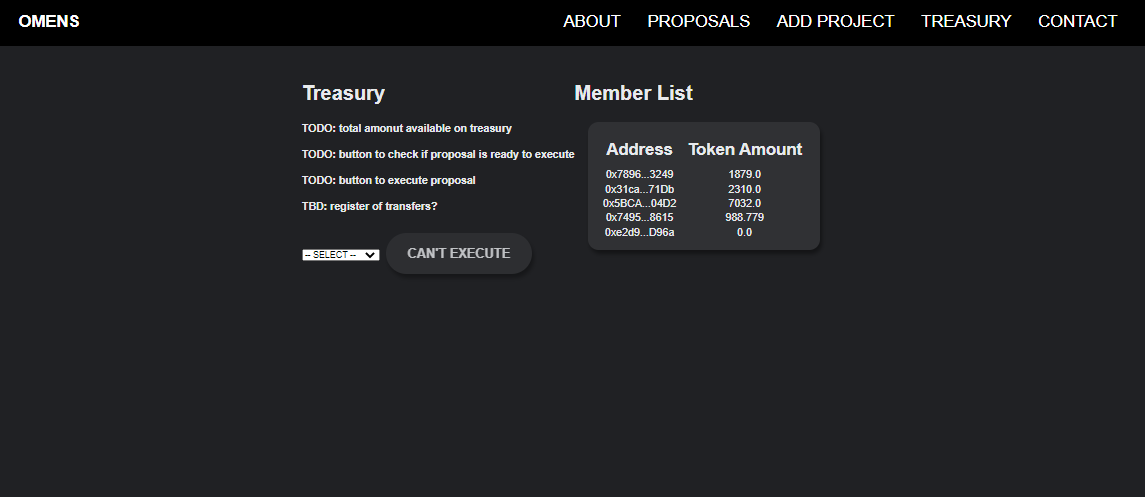 OMENS
ABOUT PROPOSALS ADD PROJECT TREASURY CONTACT
Treasury
TODO: total amonut available on treasury
TODO: button to check if proposal is ready to execute
TODO: button to execute proposal
TBD: register of transfers?
-- SELECT -- CAN'T EXECUTE
Member List
Address Token Amount
0x7896...3249 1879.0
0x31ca...71Db 2310.0
0x5BCA...04D2 7032.0
0x7495...8615 988.779
0xe2d9...D96a 0.0